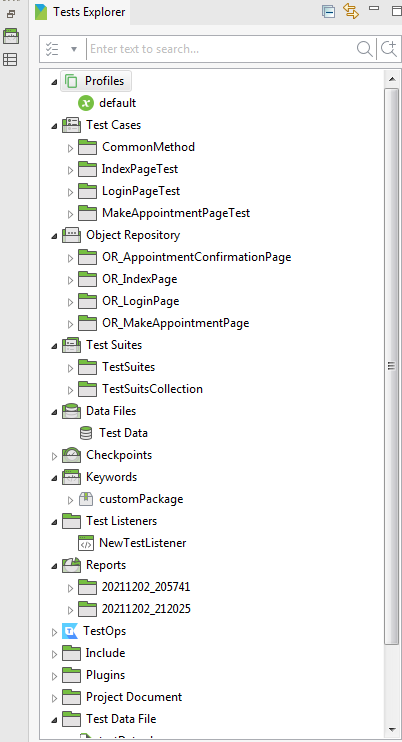 Tests Explorer
Enter text to search...
Profiles
default
Test Cases
CommonMethod
IndexPageTest
LoginPageTest
MakeAppointmentPageTest
Object Repository
OR_AppointmentConfirmationPage
OR_IndexPage
OR_LoginPage
OR_MakeAppointmentPage
Test Suites
TestSuites
TestSuitsCollection
Data Files
Test Data
Checkpoints
Keywords
customPackage
Test Listeners
NewTestListener
Reports
20211202_205741
20211202_212025
TestOps
Include
Plugins
Project Document
Test Data File